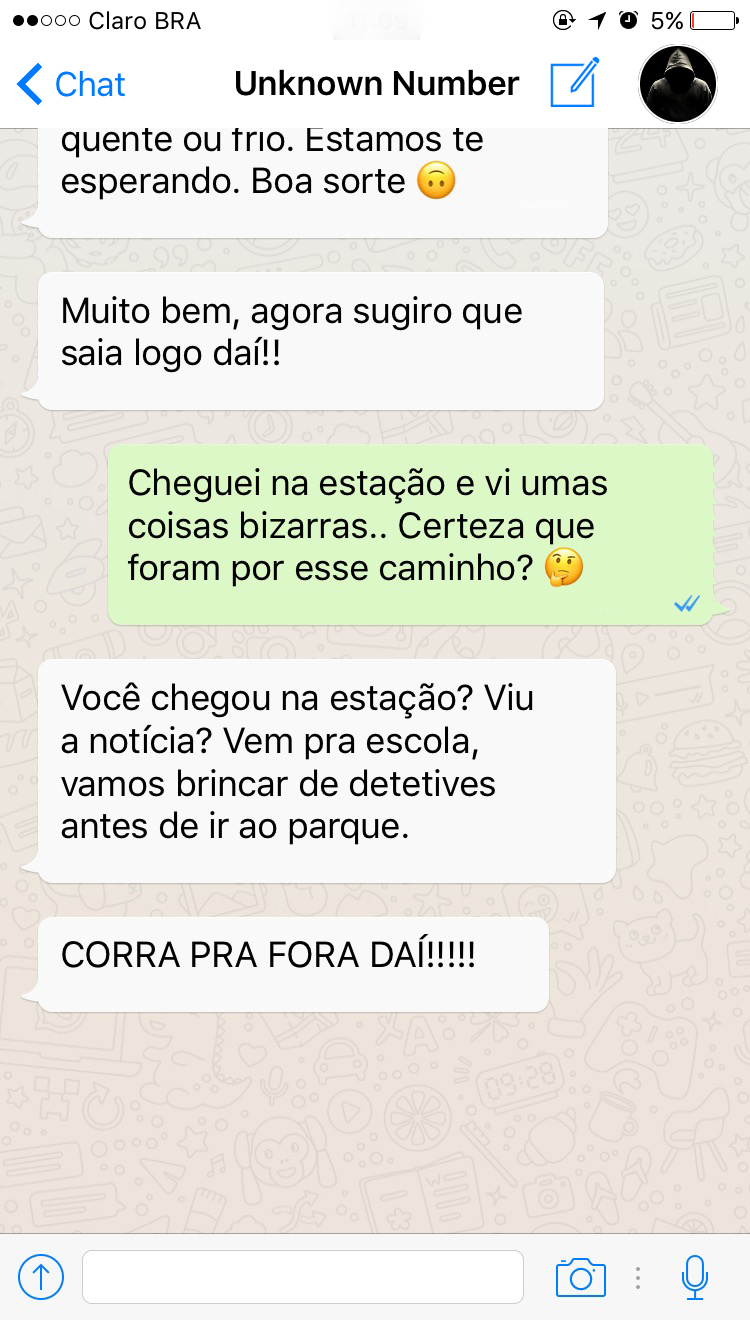 Claro BRA
5%
Chat
Unknown Number
quente ou frio. Estamos te
esperando. Boa sorte 🙃
Muito bem, agora sugiro que
saia logo daí!!
Cheguei na estação e vi umas
coisas bizarras.. Certeza que
foram por esse caminho? 🤔
Você chegou na estação? Viu
a notícia? Vem pra escola,
vamos brincar de detetives
antes de ir ao parque.
CORRA PRA FORA DAÍ!!!!!
09:28